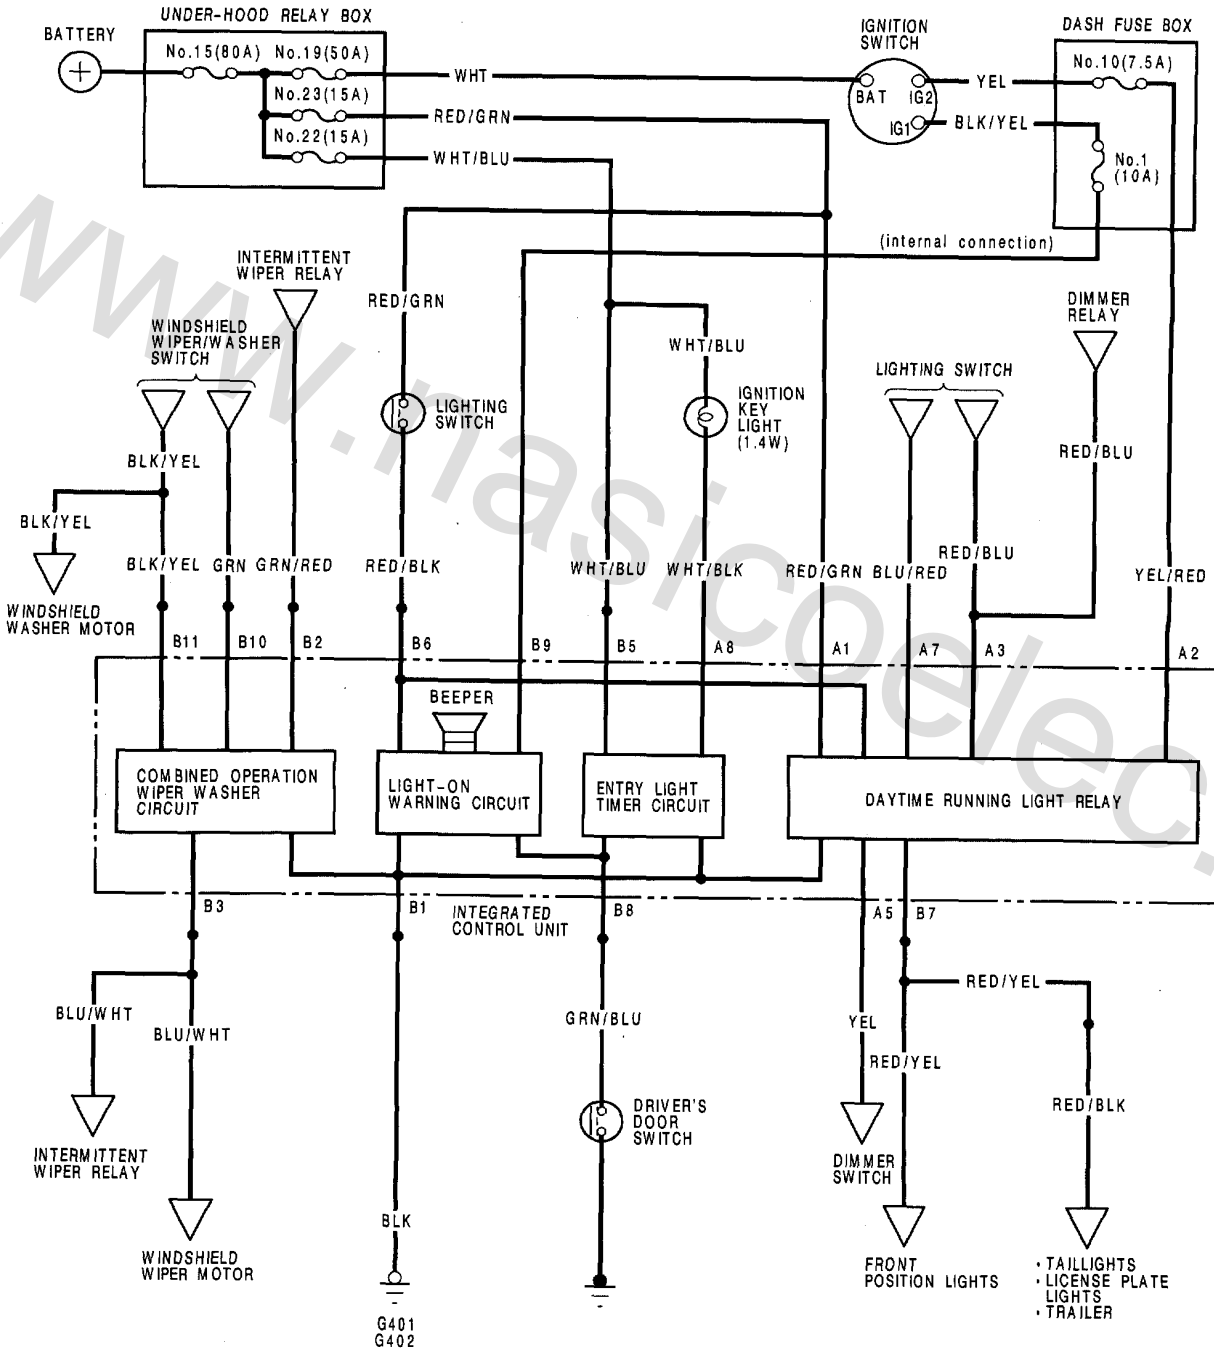 UNDER-HOOD RELAY BOX
BATTERY
No.15(80A) No.19(50A)
No.23(15A)
No.22(15A)
WHT
RED/GRN
WHT/BLU
IGNITION
SWITCH
BAT
IG2
IG1
YEL
BLK/YEL
DASH FUSE BOX
No.10(7.5A)
No.1
(10A)
(internal connection)
INTERMITTENT
WIPER RELAY
WINDSHIELD
WIPER/WASHER
SWITCH
RED/GRN
LIGHTING
SWITCH
WHT/BLU
IGNITION
KEY
LIGHT
(1.4W)
DIMMER
RELAY
LIGHTING SWITCH
RED/BLU
BLK/YEL
BLK/YEL
WINDSHIELD
WASHER MOTOR
BLK/YEL GRN GRN/RED
RED/BLK
WHT/BLU WHT/BLK
RED/GRN BLU/RED
RED/BLU
YEL/RED
B11 B10 B2 B6 B9 B5 A8 A1 A7 A3 A2
BEEPER
COMBINED OPERATION
WIPER WASHER
CIRCUIT
LIGHT-ON
WARNING CIRCUIT
ENTRY LIGHT
TIMER CIRCUIT
DAYTIME RUNNING LIGHT RELAY
B3 B1 B8 A5 B7
INTEGRATED
CONTROL UNIT
BLU/WHT
BLU/WHT
INTERMITTENT
WIPER RELAY
WINDSHIELD
WIPER MOTOR
BLK
G401
G402
GRN/BLU
DRIVER'S
DOOR
SWITCH
YEL
RED/YEL
RED/YEL
RED/BLK
DIMMER
SWITCH
FRONT
POSITION LIGHTS
• TAILLIGHTS
• LICENSE PLATE
LIGHTS
• TRAILER
www.nasicoelec.